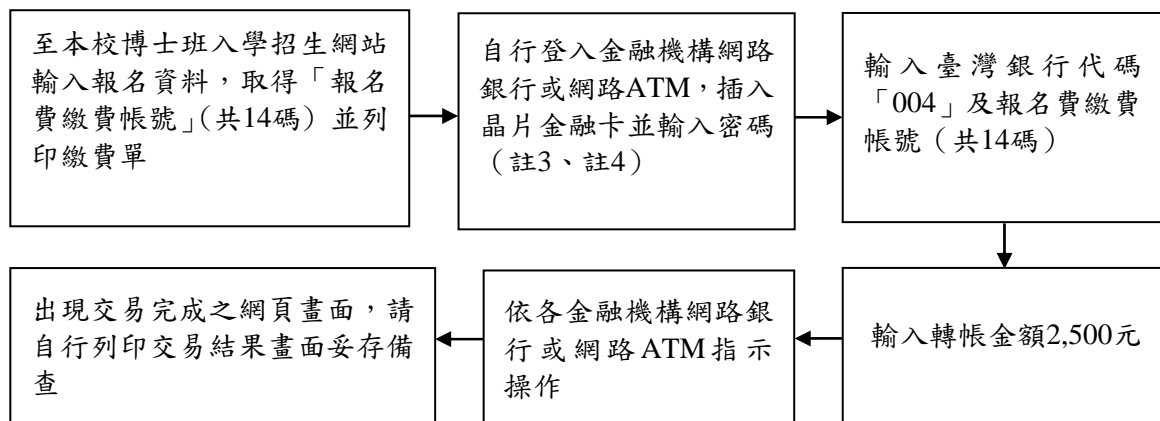 至本校博士班入學招生網站
輸入報名資料，取得「報名
費繳費帳號」（共14碼）並列
印繳費單
自行登入金融機構網路
銀行或網路ATM，插入
晶片金融卡並輸入密碼
（註3、註4）
輸入臺灣銀行代碼
「004」及報名費繳費
帳號（共14碼）
輸入轉帳金額2,500元
依各金融機構網路銀
行或網路ATM指示
操作
出現交易完成之網頁畫面，請
自行列印交易結果畫面妥存備
查